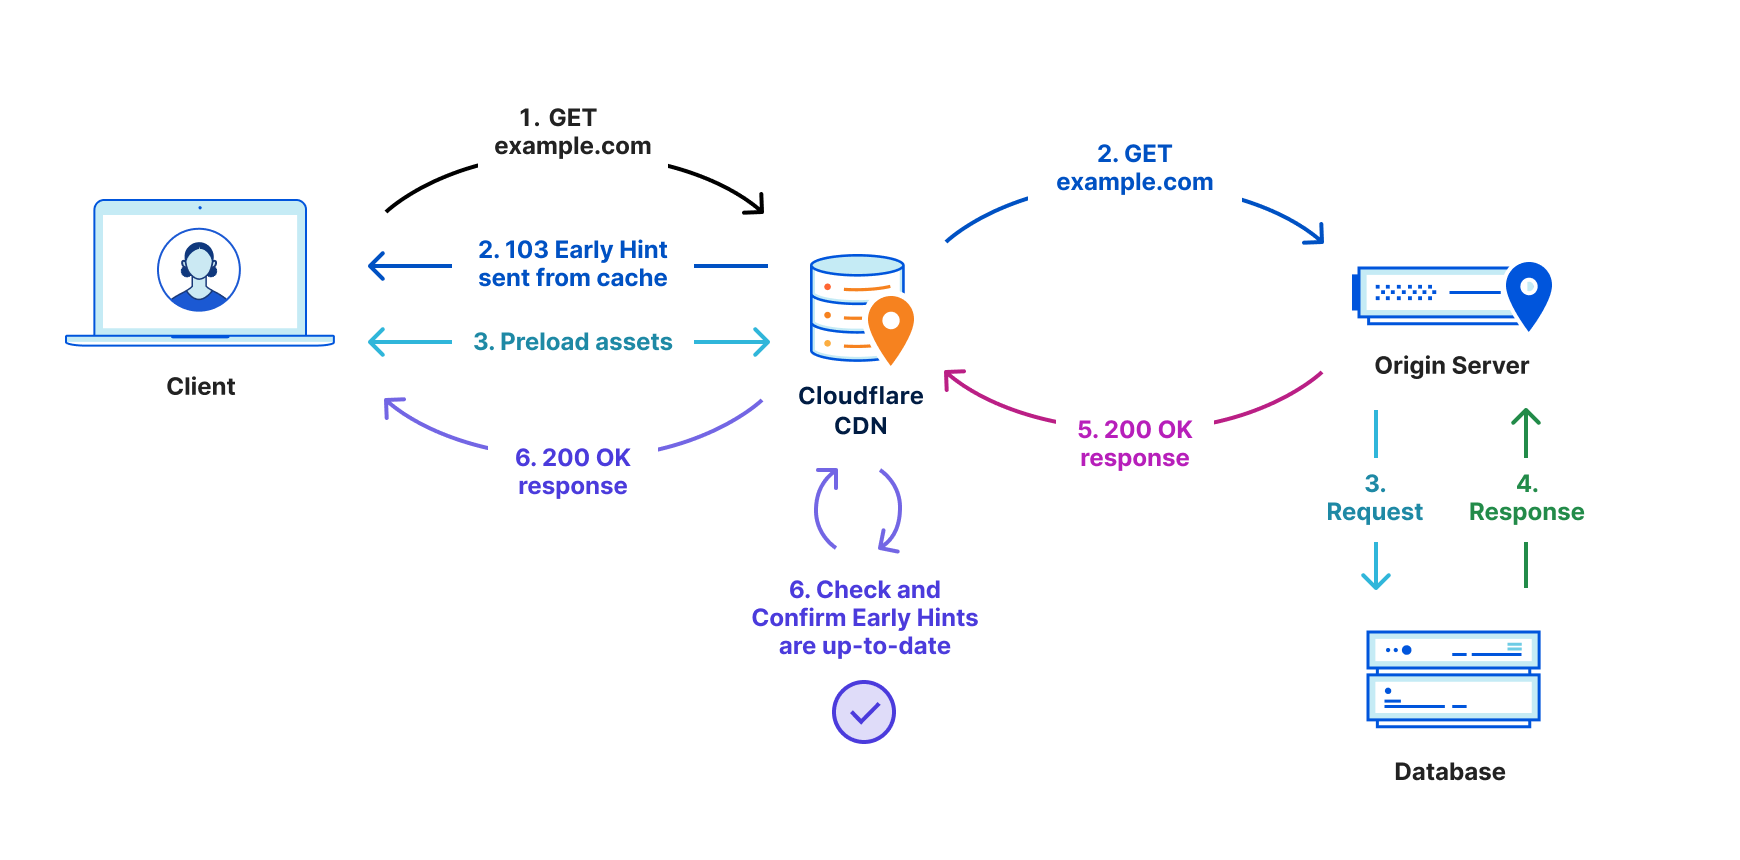 1. GET
example.com
2. GET
example.com
2. 103 Early Hint
sent from cache
3. Preload assets
Client
Cloudflare
CDN
Origin Server
6. 200 OK
response
5. 200 OK
response
3.
Request
4.
Response
6. Check and
Confirm Early Hints
are up-to-date
Database